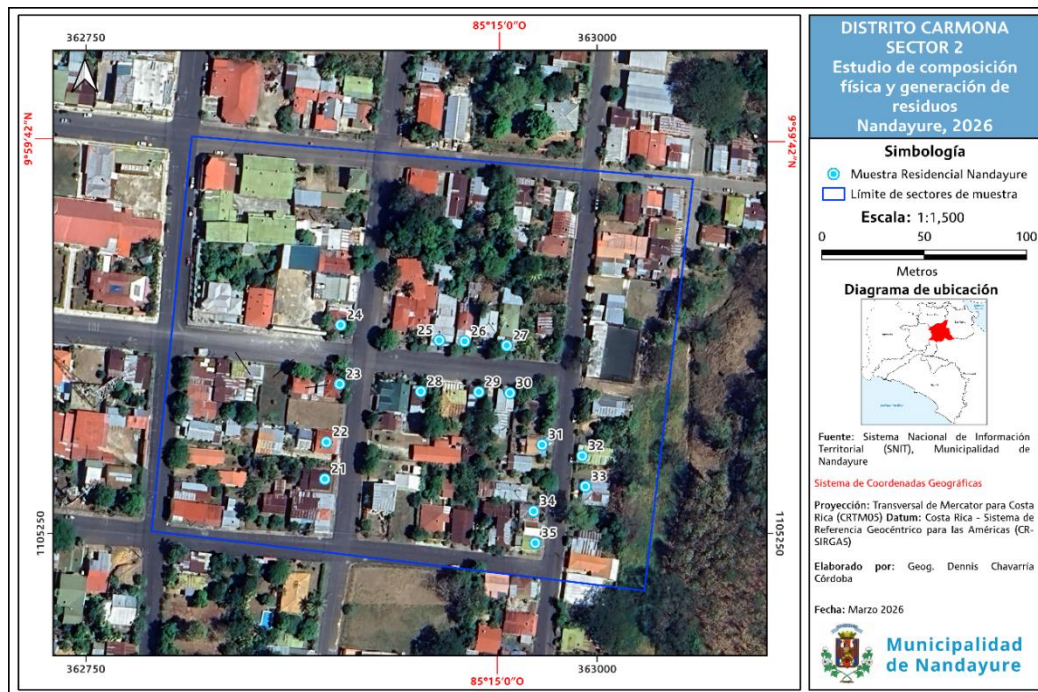 85°15'0"O
362750
363000
9°59'42"N
9°59'42"N
24
25
26
27
23
28
29
30
22
31
32
21
33
34
35
1105250
1105250
362750
363000
85°15'0"O
DISTRITO CARMONA
SECTOR 2
Estudio de composición
física y generación de
residuos
Nandayure, 2026
Simbología
Muestra Residencial Nandayure
Límite de sectores de muestra
Escala: 1:1,500
0 50 100
Metros
Diagrama de ubicación
Fuente: Sistema Nacional de Información
Territorial (SNIT), Municipalidad de
Nandayure
Sistema de Coordenadas Geográficas
Proyección: Transversal de Mercator para Costa
Rica (CRTM05) Datum: Costa Rica - Sistema de
Referencia Geocéntrico para las Américas (CR-
SIRGAS)
Elaborado por: Geog. Dennis Chavarría
Córdoba
Fecha: Marzo 2026
Municipalidad
de Nandayure